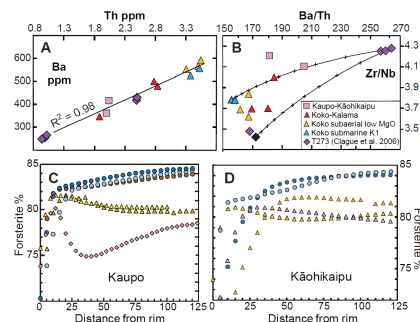 Th ppm
0.8 1.3 1.8 2.3 2.8 3.3
A
Ba
ppm
R² = 0.98
600
500
400
300
Ba/Th
150 170 190 210 230 250 270
B
Zr/Nb
4.3
4.1
3.9
3.7
3.5
3.3
Kaupo-Kāohikaipu
Koko-Kalama
Koko subaerial low MgO
Koko submarine K1
T273 (Clague et al. 2006)
Forsterite %
85
80
75
C
Kaupo
0 25 50 75 100 125
Distance from rim
D
Kāohikaipu
0 25 50 75 100 125
Distance from rim
85
80
75
Forsterite %